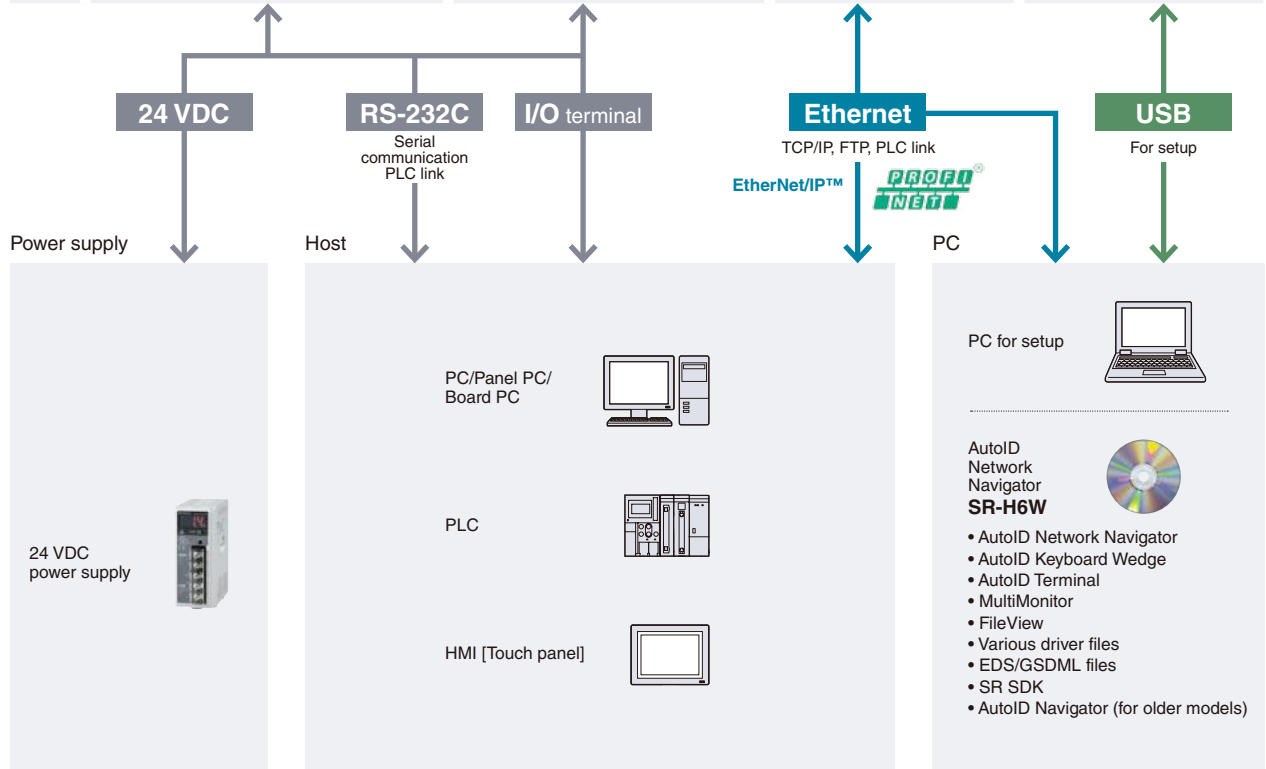 24 VDC
RS-232C
Serial
communication
PLC link
I/O terminal
Ethernet
TCP/IP, FTP, PLC link
EtherNet/IP™
PROFI®
NET
USB
For setup
Power supply
24 VDC
power supply
Host
PC/Panel PC/
Board PC
PLC
HMI [Touch panel]
PC
PC for setup
AutoID
Network
Navigator
SR-H6W
• AutoID Network Navigator
• AutoID Keyboard Wedge
• AutoID Terminal
• MultiMonitor
• FileView
• Various driver files
• EDS/GSDML files
• SR SDK
• AutoID Navigator (for older models)